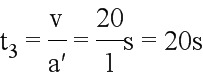 t₃ = v/a′ = 20/1 s = 20s